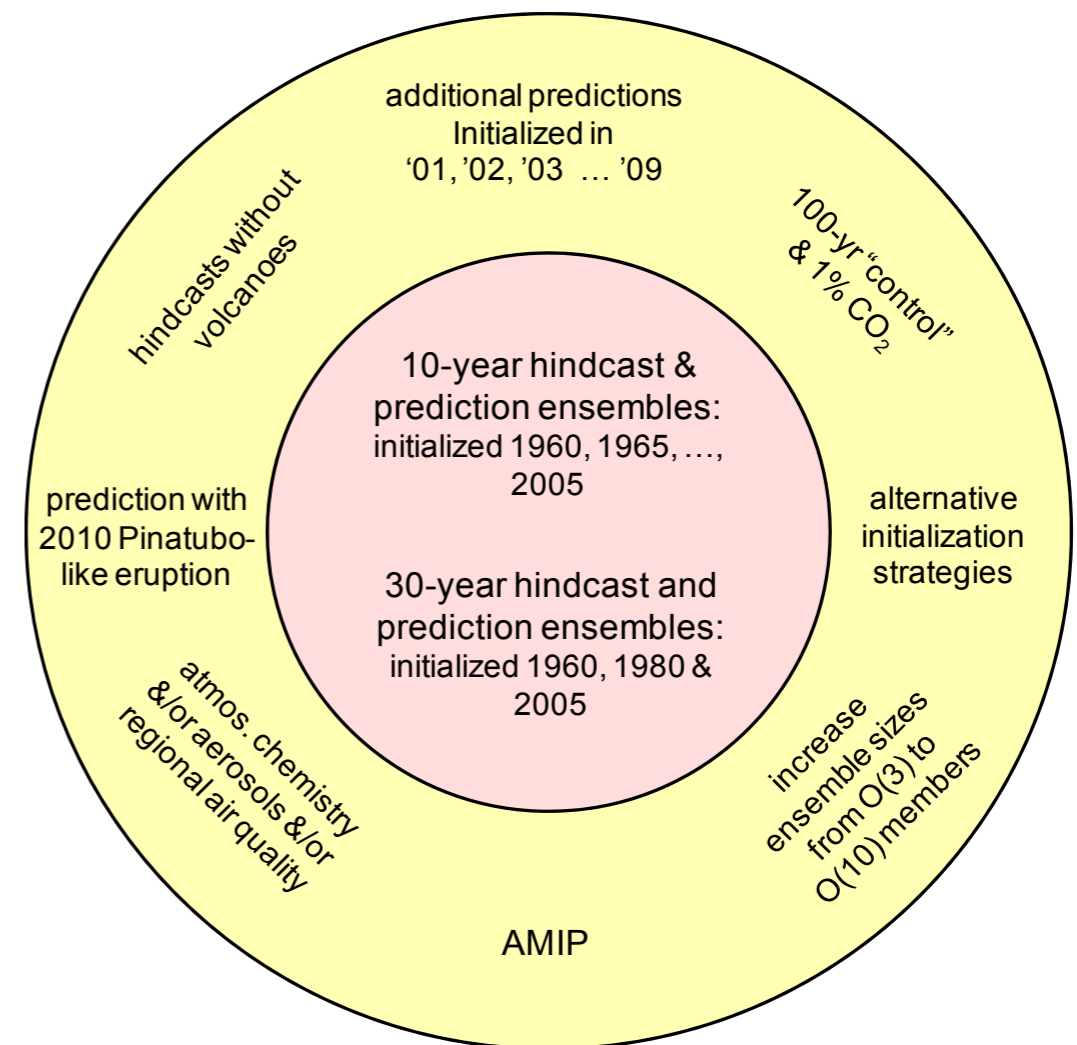 additional predictions
Initialized in
‘01, ’02, ’03 … ’09
hindcasts without
volcanoes
100-yr “control”
& 1% CO₂
10-year hindcast &
prediction ensembles:
initialized 1960, 1965, …,
2005
prediction with
2010 Pinatubo-
like eruption
alternative
initialization
strategies
30-year hindcast and
prediction ensembles:
initialized 1960, 1980 &
2005
atmos. chemistry
&/or aerosols &/or
regional air quality
increase
ensemble sizes
from O(3) to
O(10) members
AMIP